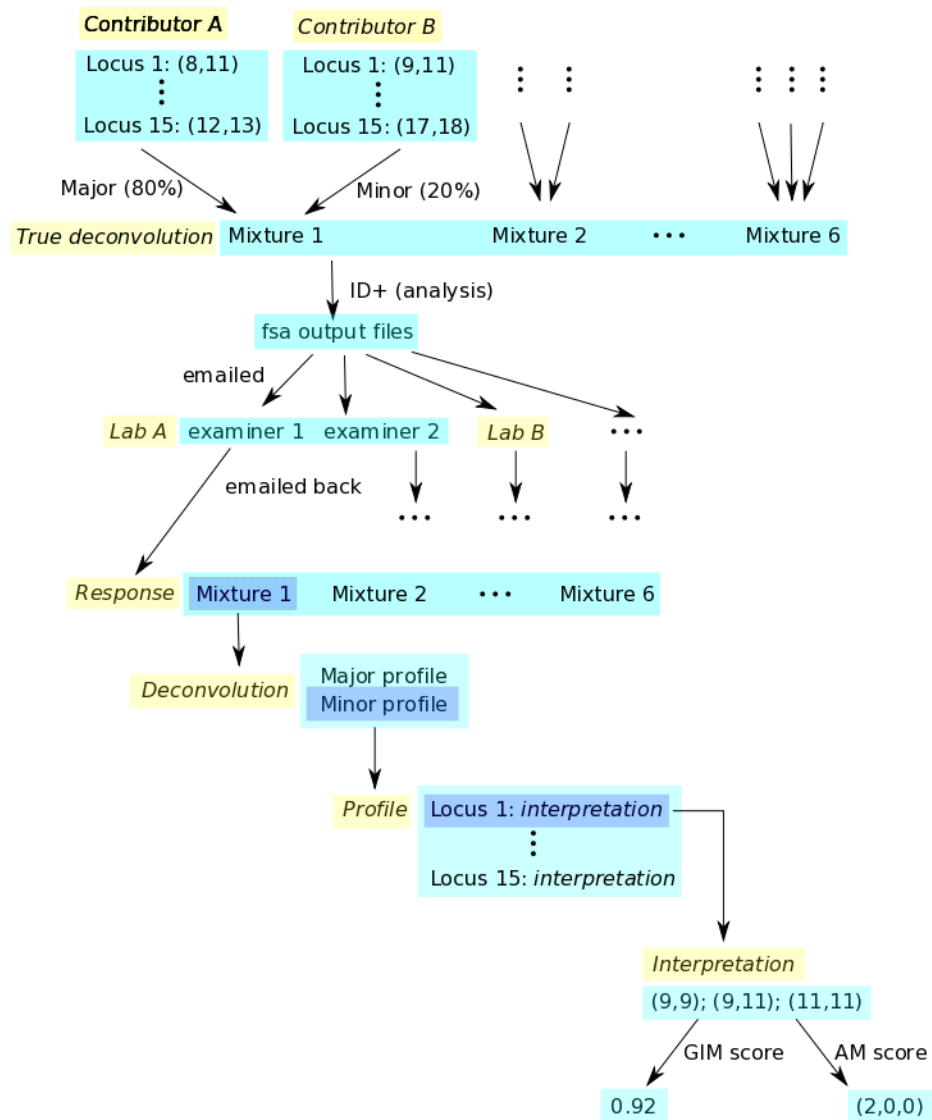 Contributor A
Contributor B
Locus 1: (8,11)
Locus 15: (12,13)
Locus 1: (9,11)
Locus 15: (17,18)
Major (80%)
Minor (20%)
True deconvolution
Mixture 1
Mixture 2
Mixture 6
ID+ (analysis)
fsa output files
emailed
Lab A
examiner 1
examiner 2
Lab B
emailed back
Response
Mixture 1
Mixture 2
Mixture 6
Deconvolution
Major profile
Minor profile
Profile
Locus 1: interpretation
Locus 15: interpretation
Interpretation
(9,9); (9,11); (11,11)
GIM score
AM score
0.92
(2,0,0)